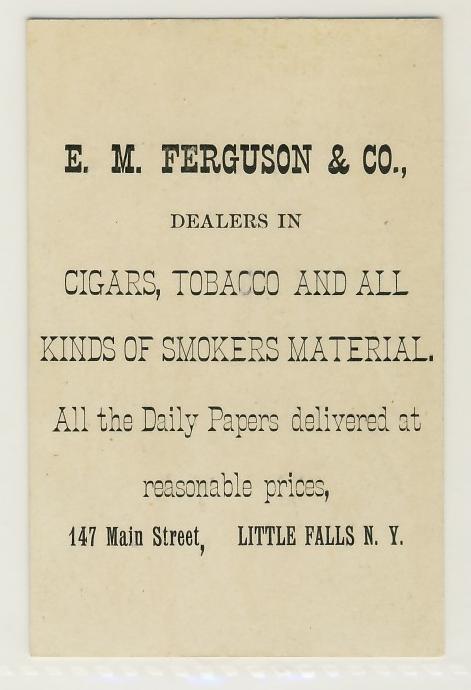 E. M. FERGUSON & CO.,
DEALERS IN
CIGARS, TOBACCO AND ALL
KINDS OF SMOKERS MATERIAL.
All the Daily Papers delivered at
reasonable prices,
147 Main Street, LITTLE FALLS N. Y.